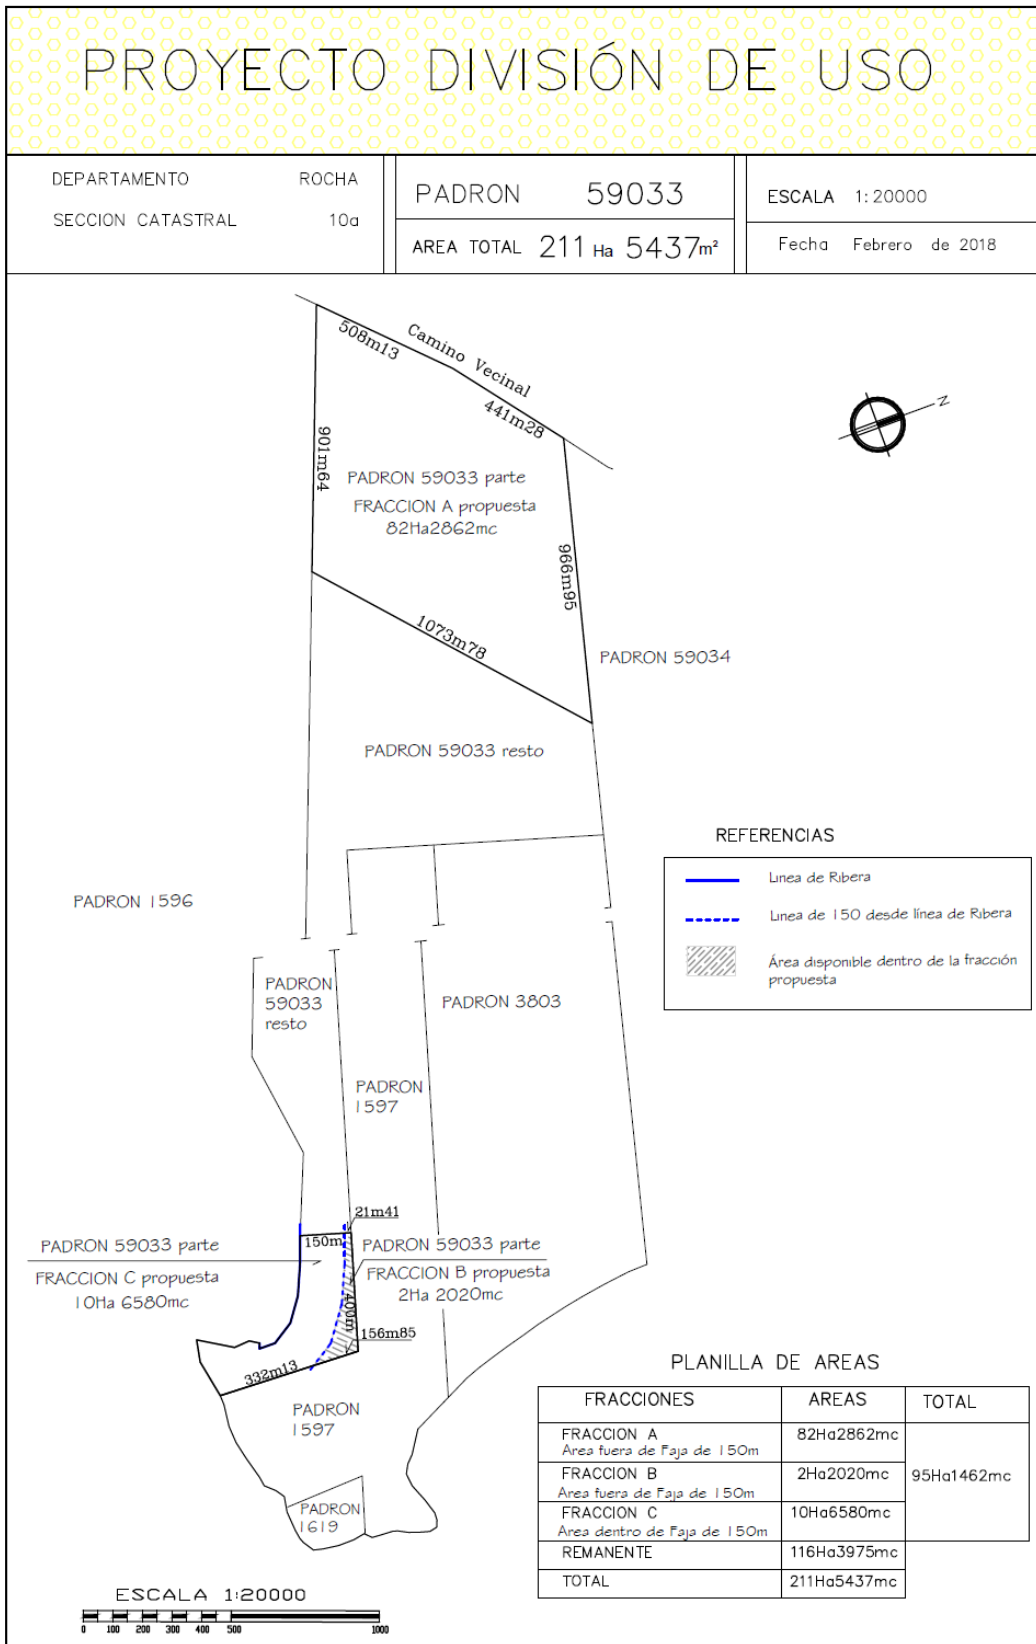 PROYECTO DIVISIÓN DE USO
DEPARTAMENTO ROCHA
SECCION CATASTRAL 10a
PADRON 59033
AREA TOTAL 211 Ha 5437m²
ESCALA 1:20000
Fecha Febrero de 2018
508m13
Camino Vecinal
441m28
N
901m64
PADRON 59033 parte
FRACCION A propuesta
82Ha2862mc
966m95
1073m78
PADRON 59034
PADRON 59033 resto
REFERENCIAS
Linea de Ribera
Linea de 150 desde línea de Ribera
Área disponible dentro de la fracción
propuesta
PADRON 1596
PADRON
59033
resto
PADRON 3803
PADRON
1597
21m41
150m
PADRON 59033 parte
FRACCION C propuesta
10Ha 6580mc
PADRON 59033 parte
FRACCION B propuesta
2Ha 2020mc
400m
156m85
332m13
PADRON
1597
PADRON
1619
PLANILLA DE AREAS
FRACCIONES AREAS TOTAL
FRACCION A 82Ha2862mc
Area fuera de Faja de 150m
FRACCION B 2Ha2020mc 95Ha1462mc
Area fuera de Faja de 150m
FRACCION C 10Ha6580mc
Area dentro de Faja de 150m
REMANENTE 116Ha3975mc
TOTAL 211Ha5437mc
ESCALA 1:20000
0 100 200 300 400 500 1000